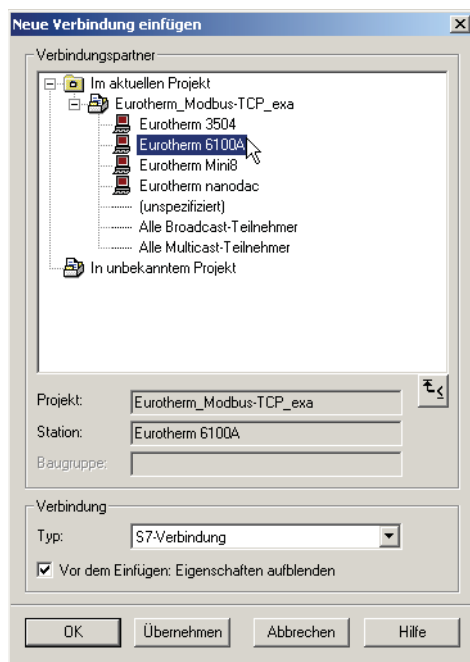 Neue Verbindung einfügen
Verbindungspartner
Im aktuellen Projekt
Eurotherm_Modbus-TCP_exa
Eurotherm 3504
Eurotherm 6100A
Eurotherm Mini8
Eurotherm nanodac
(unspezifiziert)
Alle Broadcast-Teilnehmer
Alle Multicast-Teilnehmer
In unbekanntem Projekt
Projekt: Eurotherm_Modbus-TCP_exa
Station: Eurotherm 6100A
Baugruppe:
Verbindung
Typ: S7-Verbindung
Vor dem Einfügen: Eigenschaften aufblenden
OK Übernehmen Abbrechen Hilfe